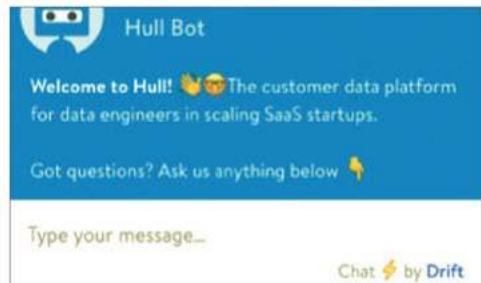 Hull Bot
Welcome to Hull! 👋🤓The customer data platform
for data engineers in scaling SaaS startups.
Got questions? Ask us anything below 👇
Type your message...
Chat ⚡ by Drift